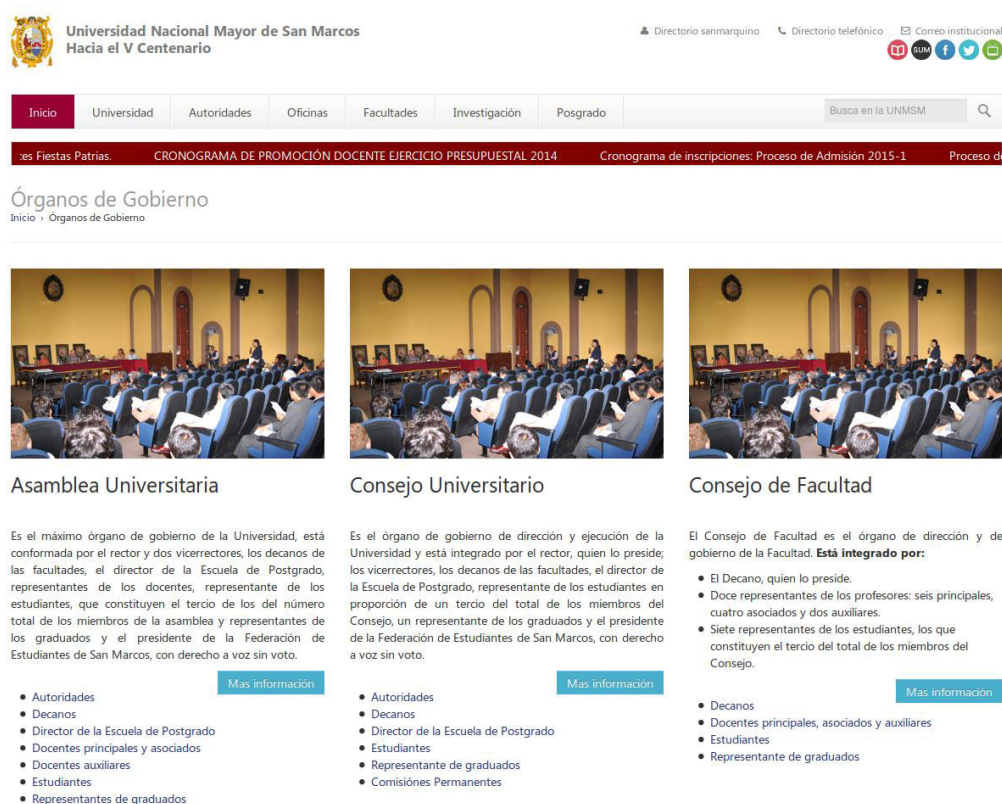 Universidad Nacional Mayor de San Marcos
Hacia el V Centenario
Directorio sanmarquino
Directorio telefónico
Correo institucional
SUM
Inicio
Universidad
Autoridades
Oficinas
Facultades
Investigación
Posgrado
Busca en la UNMSM
es Fiestas Patrias. CRONOGRAMA DE PROMOCIÓN DOCENTE EJERCICIO PRESUPUESTAL 2014 Cronograma de inscripciones: Proceso de Admisión 2015-1 Proceso d
Órganos de Gobierno
Inicio › Órganos de Gobierno
Asamblea Universitaria
Es el máximo órgano de gobierno de la Universidad, está
conformada por el rector y dos vicerrectores, los decanos de
las facultades, el director de la Escuela de Postgrado,
representantes de los docentes, representante de los
estudiantes, que constituyen el tercio de los del número
total de los miembros de la asamblea y representantes de
los graduados y el presidente de la Federación de
Estudiantes de San Marcos, con derecho a voz sin voto.
Mas información
• Autoridades
• Decanos
• Director de la Escuela de Postgrado
• Docentes principales y asociados
• Docentes auxiliares
• Estudiantes
• Representantes de graduados
Consejo Universitario
Es el órgano de gobierno de dirección y ejecución de la
Universidad y está integrado por el rector, quien lo preside;
los vicerrectores, los decanos de las facultades, el director de
la Escuela de Postgrado, representante de los estudiantes en
proporción de un tercio del total de los miembros del
Consejo, un representante de los graduados y el presidente
de la Federación de Estudiantes de San Marcos, con derecho
a voz sin voto.
Mas información
• Autoridades
• Decanos
• Director de la Escuela de Postgrado
• Estudiantes
• Representante de graduados
• Comisiónes Permanentes
Consejo de Facultad
El Consejo de Facultad es el órgano de dirección y de
gobierno de la Facultad. Está integrado por:
• El Decano, quien lo preside.
• Doce representantes de los profesores: seis principales,
cuatro asociados y dos auxiliares.
• Siete representantes de los estudiantes, los que
constituyen el tercio del total de los miembros del
Consejo.
Mas información
• Decanos
• Docentes principales, asociados y auxiliares
• Estudiantes
• Representante de graduados